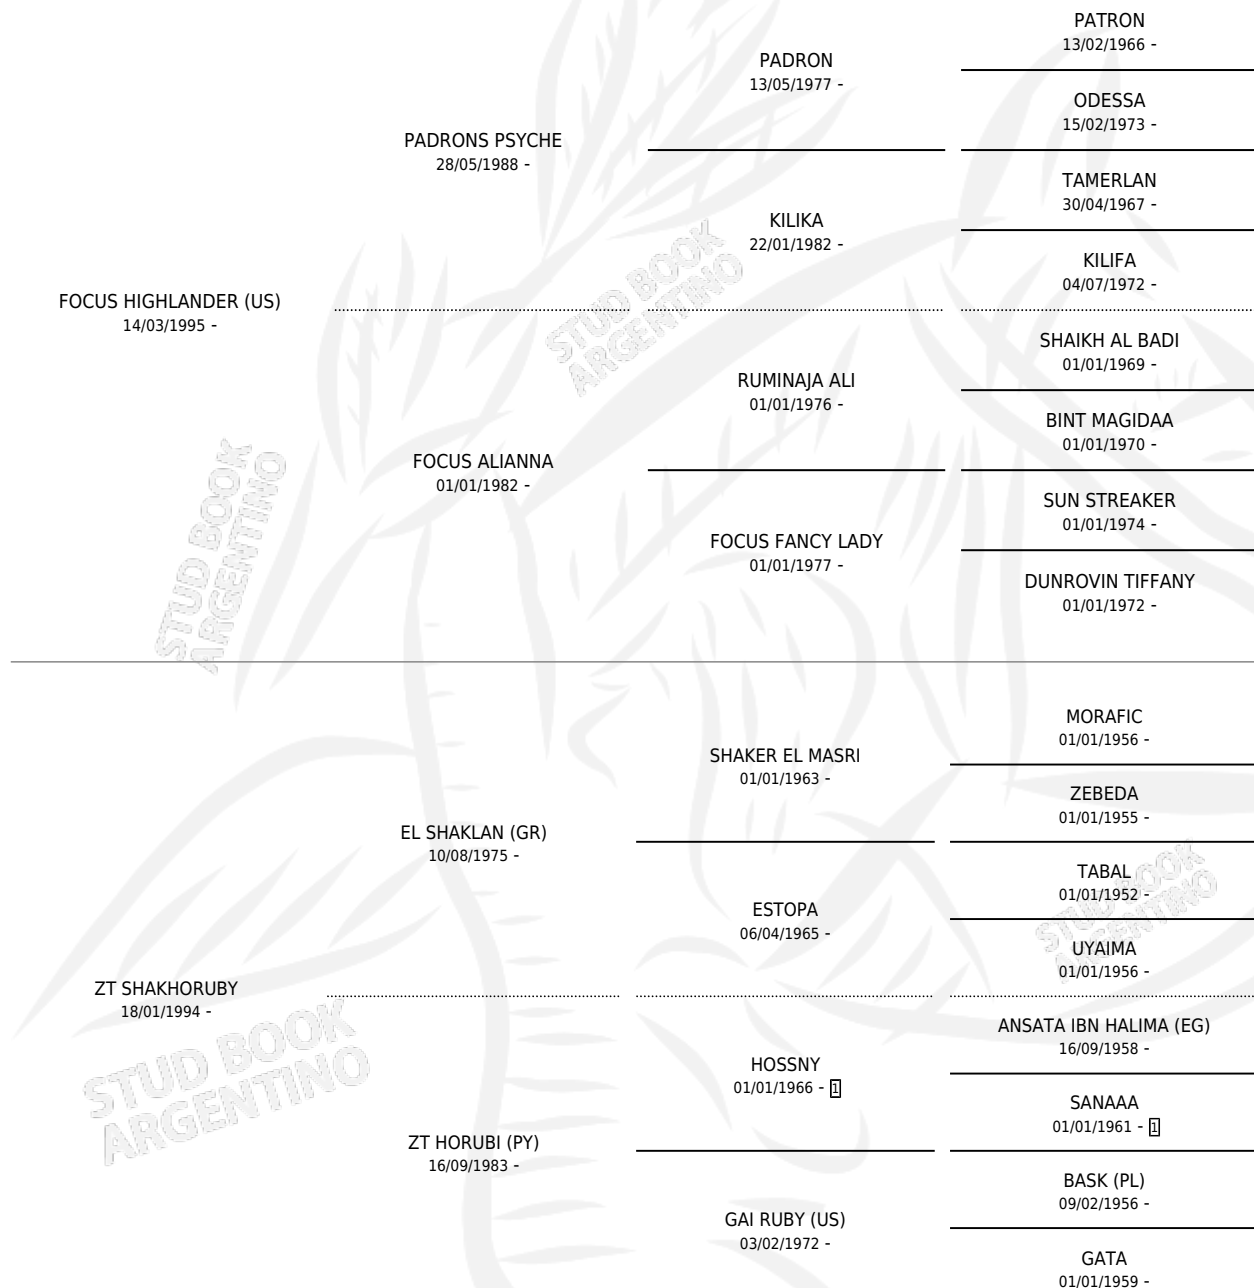 PATRON
13/02/1966 -
PADRON
13/05/1977 -
ODESSA
15/02/1973 -
PADRONS PSYCHE
28/05/1988 -
TAMERLAN
30/04/1967 -
KILIKA
22/01/1982 -
KILIFA
04/07/1972 -
FOCUS HIGHLANDER (US)
14/03/1995 -
SHAIKH AL BADI
01/01/1969 -
RUMINAJA ALI
01/01/1976 -
BINT MAGIDAA
01/01/1970 -
FOCUS ALIANNA
01/01/1982 -
SUN STREAKER
01/01/1974 -
FOCUS FANCY LADY
01/01/1977 -
DUNROVIN TIFFANY
01/01/1972 -
MORAFIC
01/01/1956 -
SHAKER EL MASRI
01/01/1963 -
ZEBEDA
01/01/1955 -
EL SHAKLAN (GR)
10/08/1975 -
TABAL
01/01/1952 -
ESTOPA
06/04/1965 -
UYAIMA
01/01/1956 -
ZT SHAKHORUBY
18/01/1994 -
ANSATA IBN HALIMA (EG)
16/09/1958 -
HOSSNY
01/01/1966 - 1
SANAAA
01/01/1961 - 1
ZT HORUBI (PY)
16/09/1983 -
BASK (PL)
09/02/1956 -
GAI RUBY (US)
03/02/1972 -
GATA
01/01/1959 -
STUD BOOK
ARGENTINO
STUD BOOK
ARGENTINO
STUD BOOK
ARGENTINO
STUD BOOK
ARGENTINO